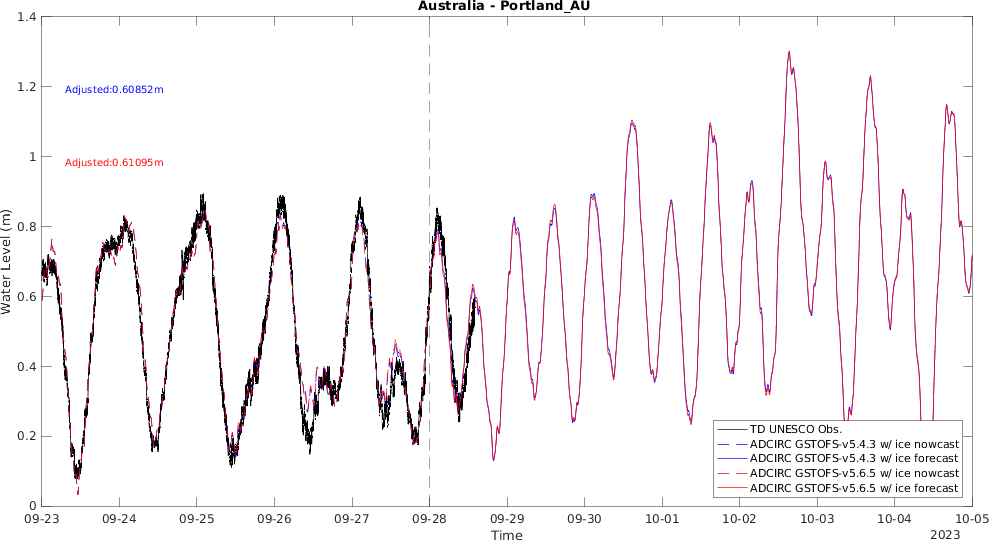 Australia - Portland_AU
1.4
1.2
1
0.8
0.6
0.4
0.2
0
Water Level (m)
Adjusted:0.60852m
Adjusted:0.61095m
TD UNESCO Obs.
ADCIRC GSTOFS-v5.4.3 w/ ice nowcast
ADCIRC GSTOFS-v5.4.3 w/ ice forecast
ADCIRC GSTOFS-v5.6.5 w/ ice nowcast
ADCIRC GSTOFS-v5.6.5 w/ ice forecast
09-23 09-24 09-25 09-26 09-27 09-28 09-29 09-30 10-01 10-02 10-03 10-04 10-05
Time
2023